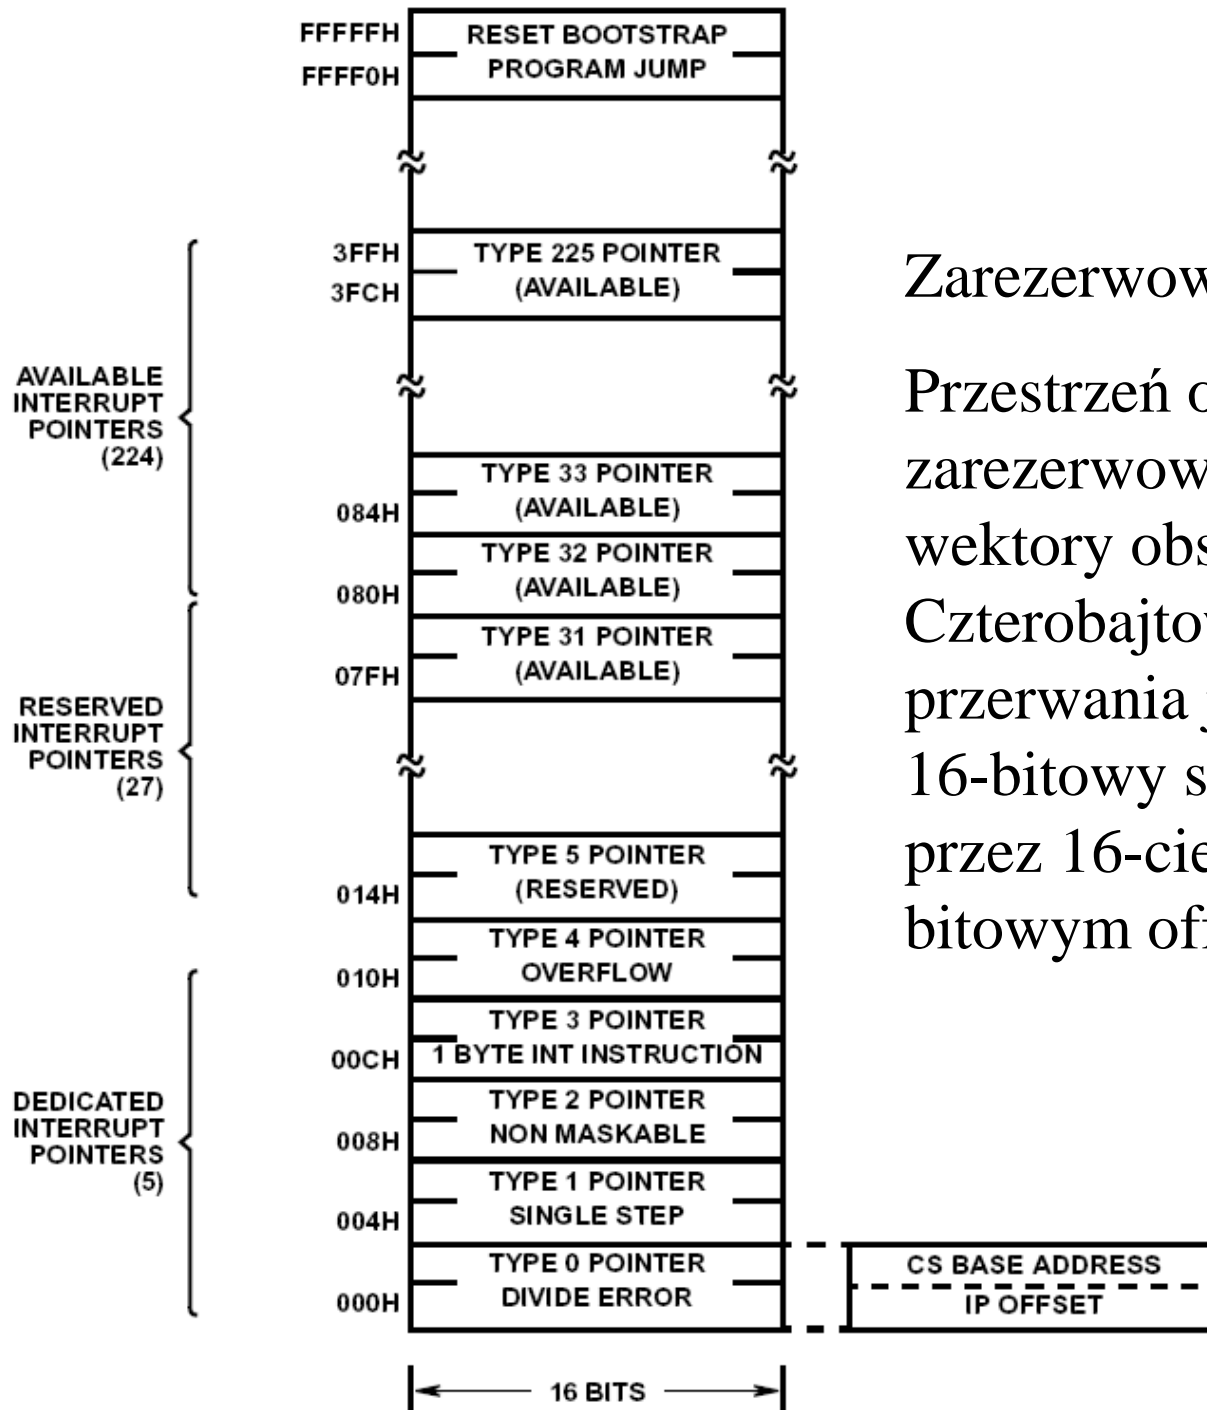 FFFFFH
RESET BOOTSTRAP
FFFF0H
PROGRAM JUMP
3FFH
TYPE 225 POINTER
3FCH
(AVAILABLE)
AVAILABLE
INTERRUPT
POINTERS
(224)
TYPE 33 POINTER
084H
(AVAILABLE)
TYPE 32 POINTER
080H
(AVAILABLE)
TYPE 31 POINTER
07FH
(AVAILABLE)
RESERVED
INTERRUPT
POINTERS
(27)
TYPE 5 POINTER
014H
(RESERVED)
TYPE 4 POINTER
010H
OVERFLOW
TYPE 3 POINTER
00CH
1 BYTE INT INSTRUCTION
DEDICATED
INTERRUPT
POINTERS
(5)
TYPE 2 POINTER
008H
NON MASKABLE
TYPE 1 POINTER
004H
SINGLE STEP
TYPE 0 POINTER
000H
DIVIDE ERROR
CS BASE ADDRESS
IP OFFSET
16 BITS
Zarezerwow
Przestrzeń
zarezerwow
wektory obs
Czterobajtow
przerwania
16-bitowy s
przez 16-cie
bitowym off